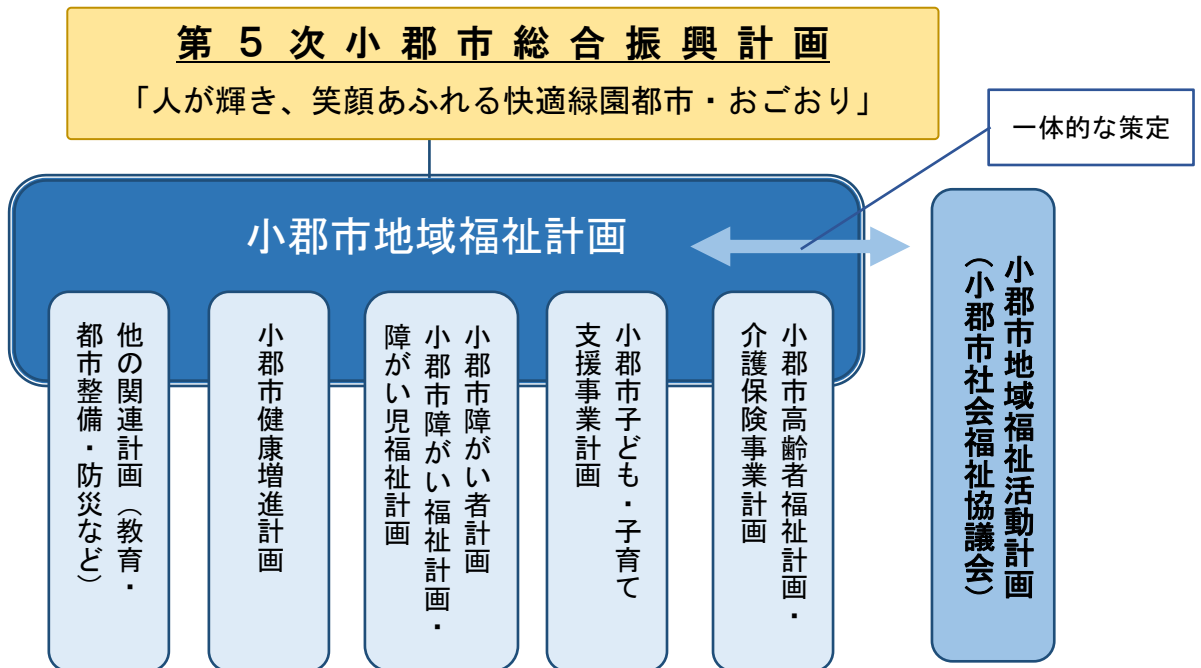 第５次小郡市総合振興計画
「人が輝き、笑顔あふれる快適緑園都市・おごおり」
一体的な策定
小郡市地域福祉計画
小郡市地域福祉活動計画
（小郡市社会福祉協議会）
小郡市高齢者福祉計画・
介護保険事業計画
小郡市子ども・子育て
支援事業計画
小郡市障がい者計画
小郡市障がい福祉計画・
障がい児福祉計画
小郡市健康増進計画
他の関連計画（教育・
都市整備・防災など）